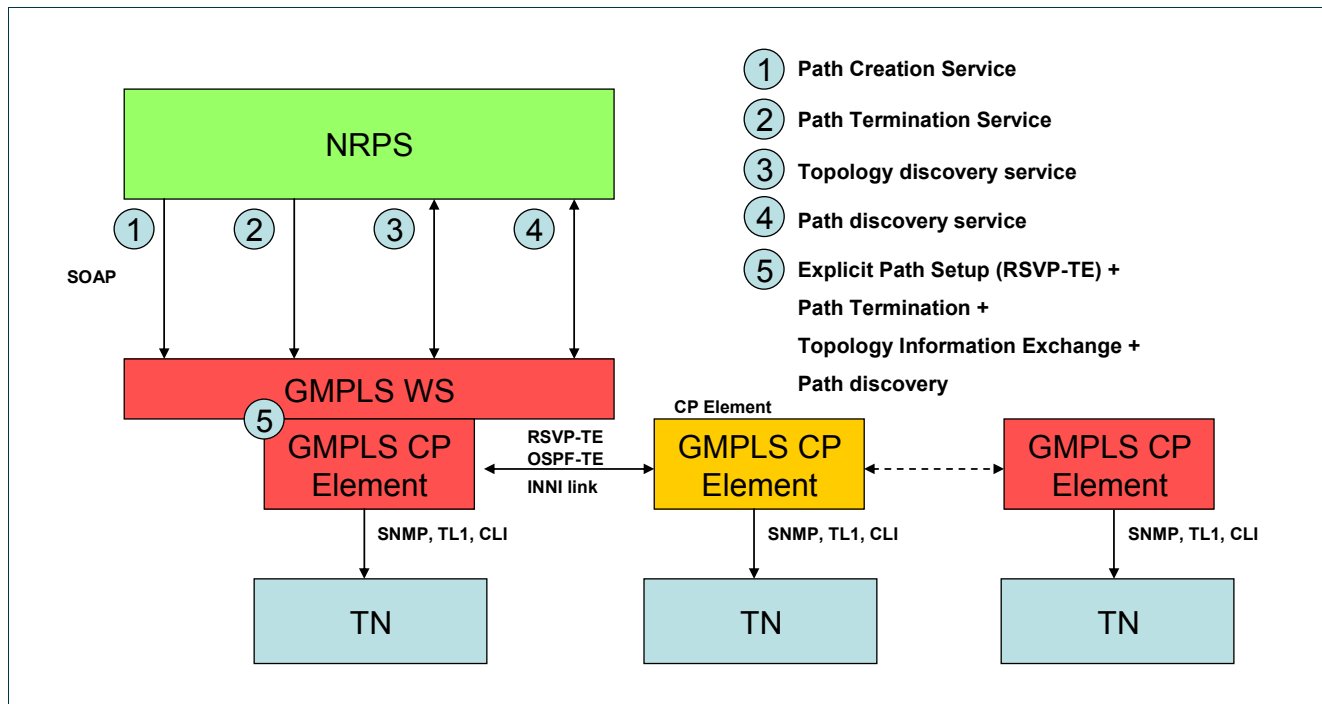 1 Path Creation Service
2 Path Termination Service
3 Topology discovery service
4 Path discovery service
5 Explicit Path Setup (RSVP-TE) +
Path Termination +
Topology Information Exchange +
Path discovery
NRPS
1 2 3 4
SOAP
GMPLS WS
5
GMPLS CP
Element
RSVP-TE
OSPF-TE
INNI link
CP Element
GMPLS CP
Element
GMPLS CP
Element
SNMP, TL1, CLI
SNMP, TL1, CLI
SNMP, TL1, CLI
TN
TN
TN